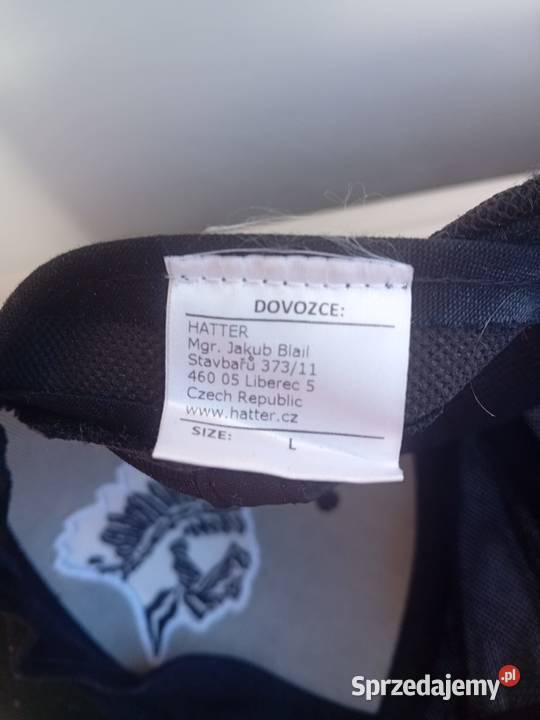 DOVOZCE:
HATTER
Mgr. Jakub Blail
Stavbařů 373/11
460 05 Liberec 5
Czech Republic
www.hatter.cz
SIZE: L
Sprzedajemy.pl